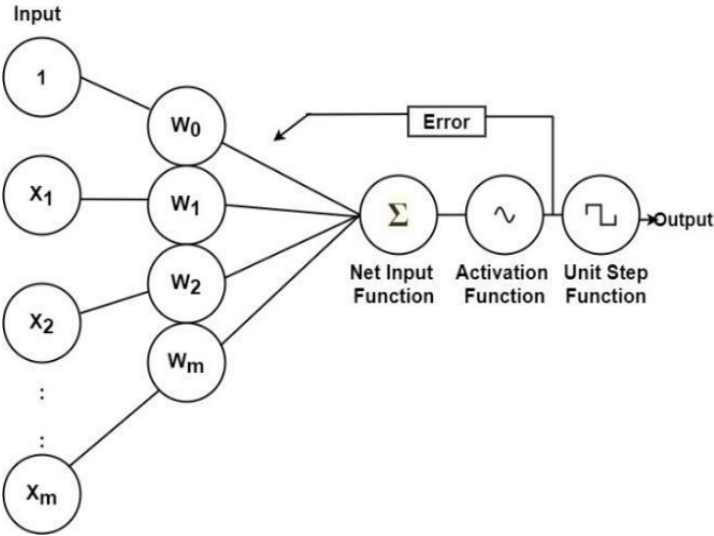 Input
1
W0
Error
X1
W1
Σ
Output
Net Input
Function
Activation
Function
Unit Step
Function
W2
X2
Wm
:
:
Xm